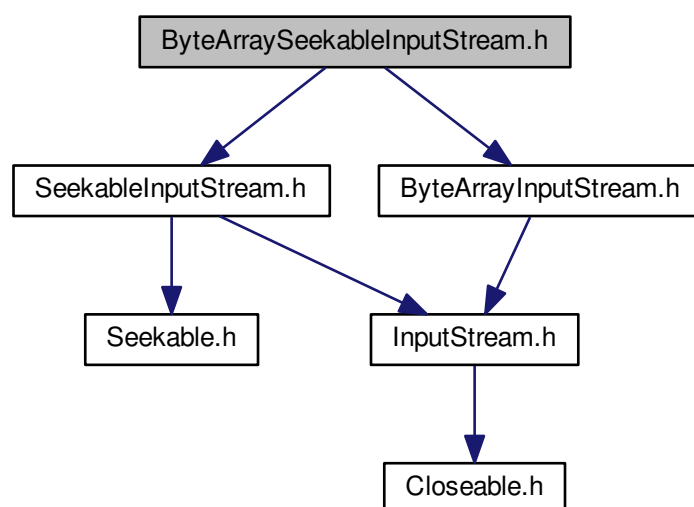 ByteArraySeekableInputStream.h
SeekableInputStream.h
ByteArrayInputStream.h
Seekable.h
InputStream.h
Closeable.h